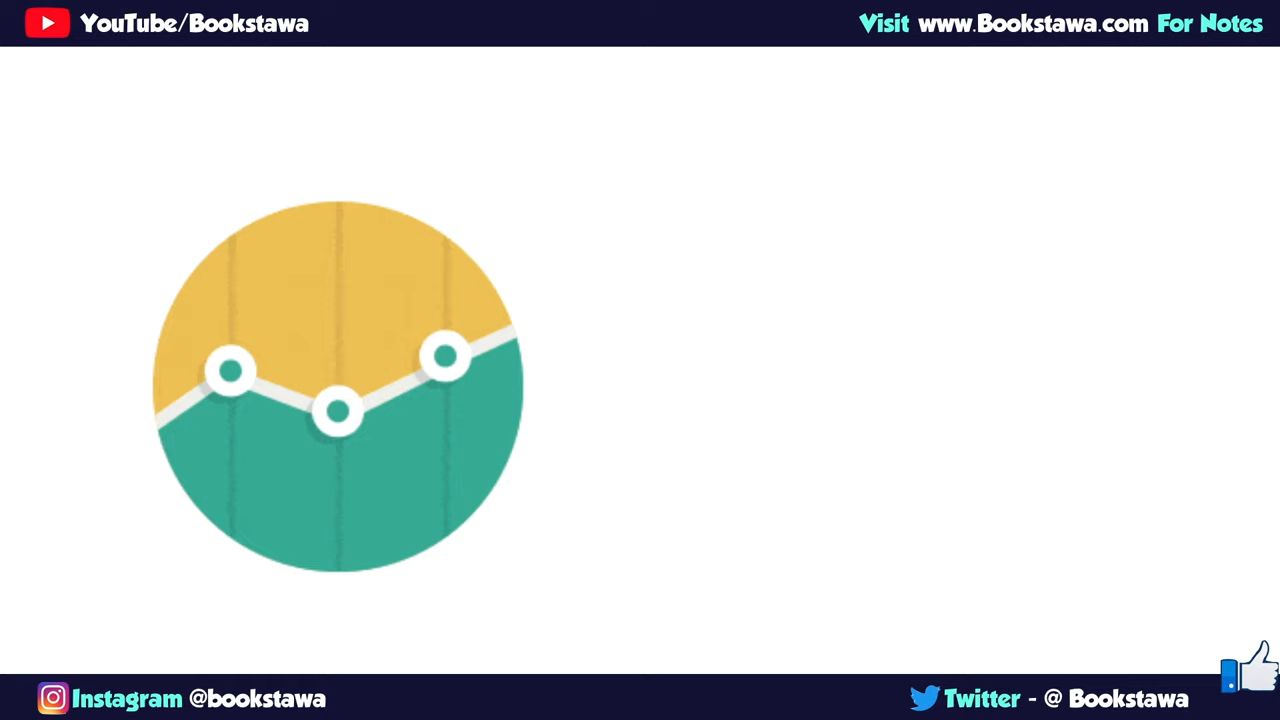 YouTube/Bookstawa
Visit www.Bookstawa.com For Notes
Instagram @bookstawa
Twitter - @ Bookstawa